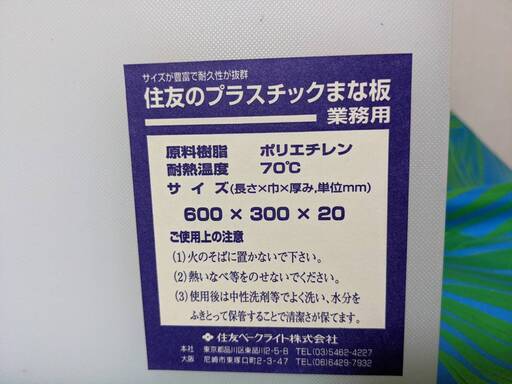 サイズが豊富で耐久性が抜群
住友のプラスチックまな板
業務用
原料樹脂 ポリエチレン
耐熱温度 70℃
サイズ(長さ×巾×厚み,単位mm)
600×300×20
ご使用上の注意
(1)火のそばに置かないで下さい。
(2)熱いなべ等をのせないでください。
(3)使用後は中性洗剤等でよく洗い、水分を
ふきとって保管することで清潔さが保てます。
住友ベークライト株式会社
本社 東京都品川区東品川2-5-8 TEL(03)5462-4227
大阪 尼崎市東塚口町2-3-47 TEL(06)6429-7932